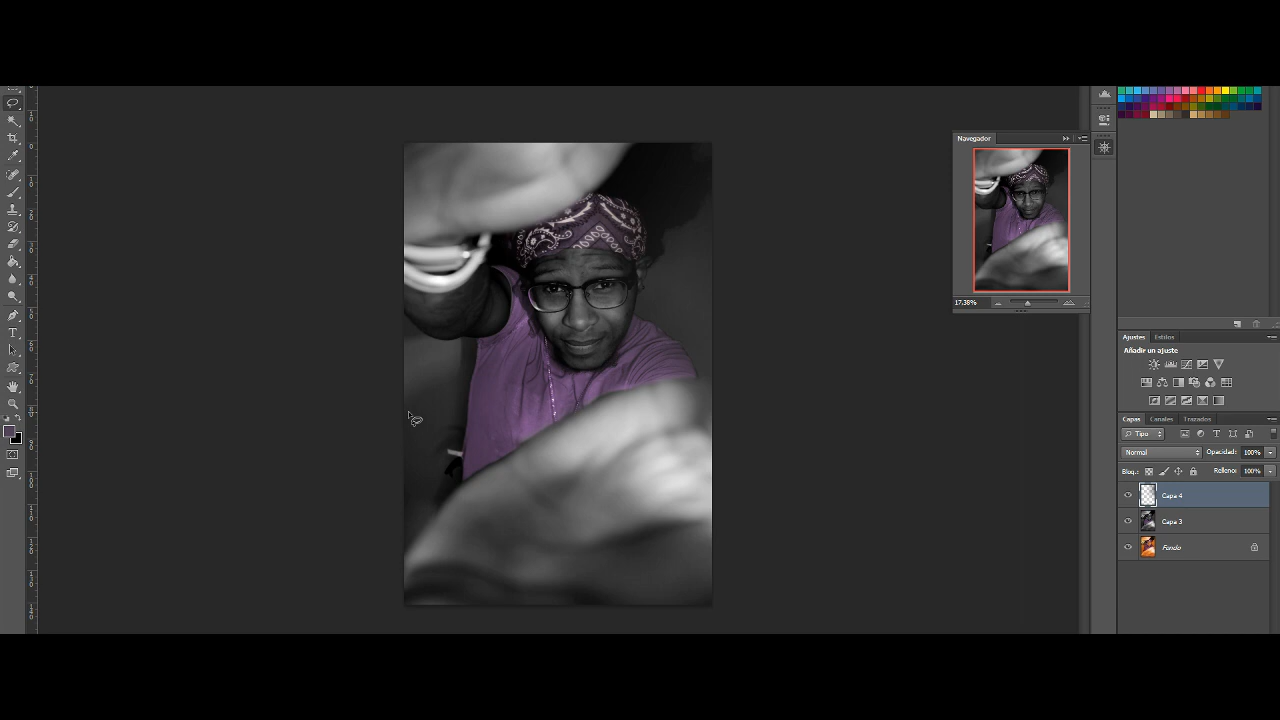 Navegador
17,38%
Ajustes Estilos
Añadir un ajuste
Capas Canales Trazados
Tipo
Normal Opacidad: 100%
Bloq.: Relleno: 100%
Capa 4
Capa 3
Fondo